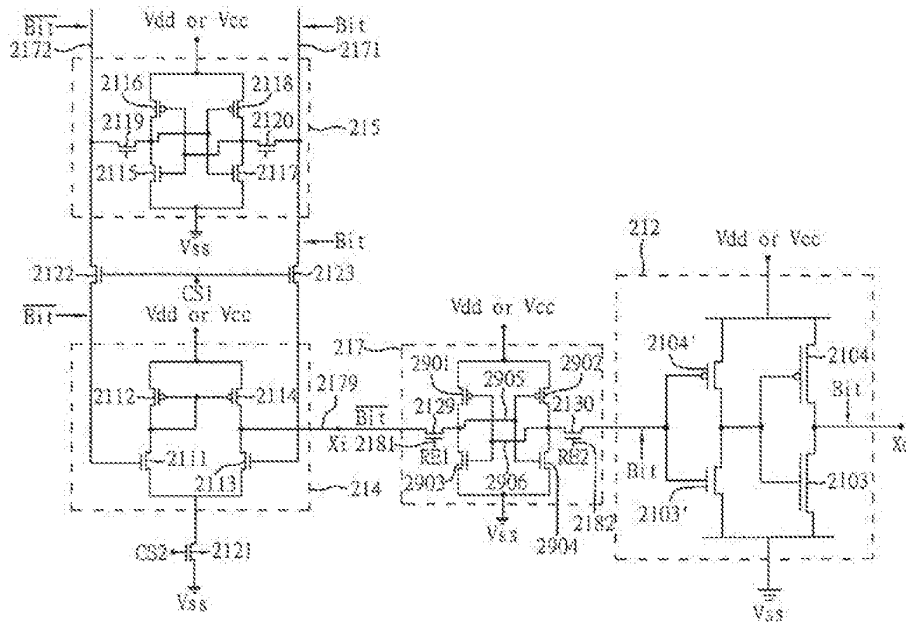 Bit
Bit
2172
2171
Vdd or Vcc
2116
2118
2119
2120
215
2115
2117
Vss
Bit
212
Vdd or Vcc
2122
2123
CS1
Bit
Vdd or Vcc
Vdd or Vcc
217
2104'
2901
2902
2104
2112
2114
2179
2129
2905
2130
Bit
Bit
Xi
2181
RE1
RE2
Bit
2111
2113
2903
2906
2182
2103'
2103
214
Vss
2904
CS2
2121
Vss
Vss